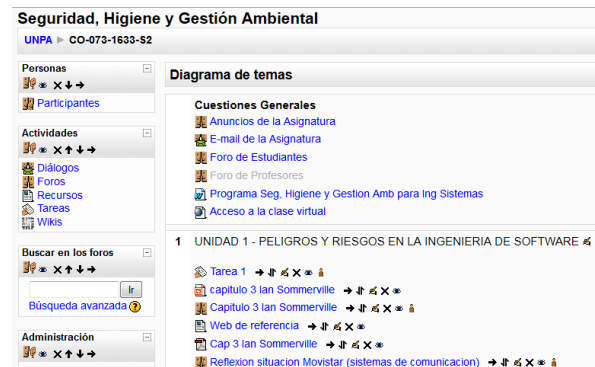 Seguridad, Higiene y Gestión Ambiental
UNPA ► CO-073-1633-S2
Personas
Participantes
Actividades
Diálogos
Foros
Recursos
Tareas
Wikis
Buscar en los foros
Ir
Búsqueda avanzada ?
Administración
Diagrama de temas
Cuestiones Generales
Anuncios de la Asignatura
E-mail de la Asignatura
Foro de Estudiantes
Foro de Profesores
Programa Seg, Higiene y Gestion Amb para Ing Sistemas
Acceso a la clase virtual
1 UNIDAD 1 - PELIGROS Y RIESGOS EN LA INGENIERIA DE SOFTWARE
Tarea 1
capitulo 3 Ian Sommerville
Capitulo 3 Ian Sommerville
Web de referencia
Cap 3 Ian Sommerville
Reflexion situacion Movistar (sistemas de comunicacion)